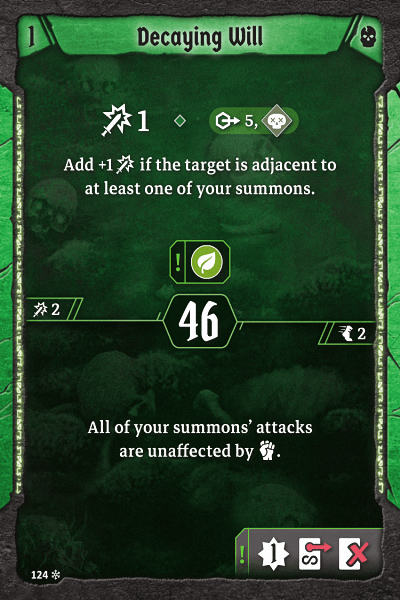 1
Decaying Will
1
5,
Add +1 if the target is adjacent to
at least one of your summons.
!
2
46
2
All of your summons' attacks
are unaffected by .
!
1
124